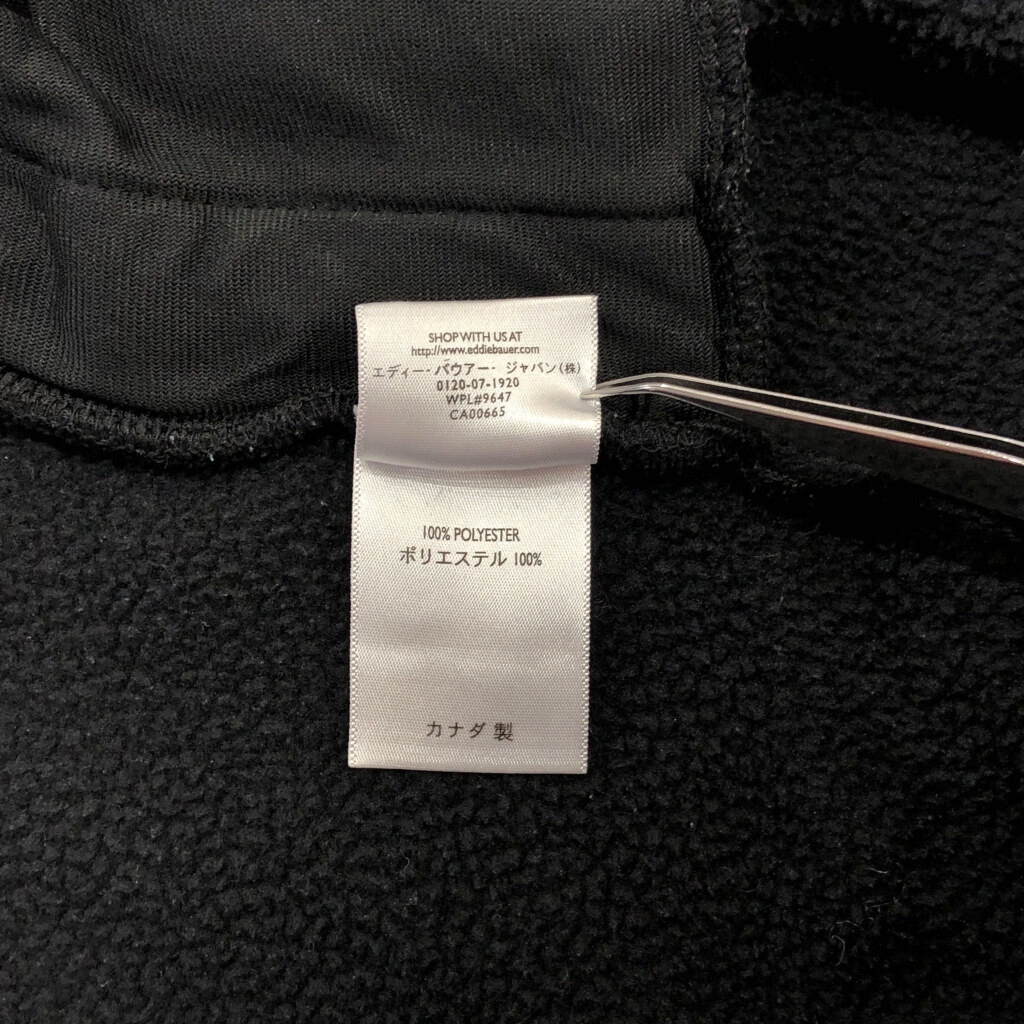 SHOP WITH US AT
http://www.eddiebauer.com
エディー・バウアー・ジャパン(株)
0120-07-1920
WPL#9647
CA00665
100% POLYESTER
ポリエステル 100%
カナダ製